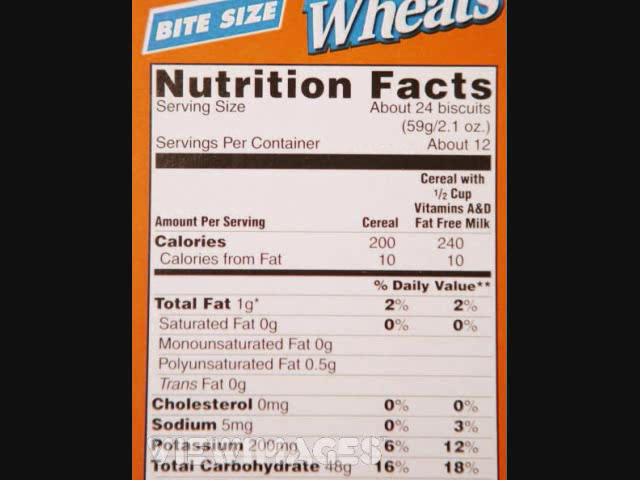 BITE SIZE
Wheats
Nutrition Facts
Serving Size About 24 biscuits
(59g/2.1 oz.)
Servings Per Container About 12
Cereal with
1/2 Cup
Vitamins A&D
Amount Per Serving Cereal Fat Free Milk
Calories 200 240
Calories from Fat 10 10
% Daily Value**
Total Fat 1g* 2% 2%
Saturated Fat 0g 0% 0%
Monounsaturated Fat 0g
Polyunsaturated Fat 0.5g
Trans Fat 0g
Cholesterol 0mg 0% 0%
Sodium 5mg 0% 3%
Potassium 200mg 6% 12%
VIEW IMAGES
Total Carbohydrate 48g 16% 18%